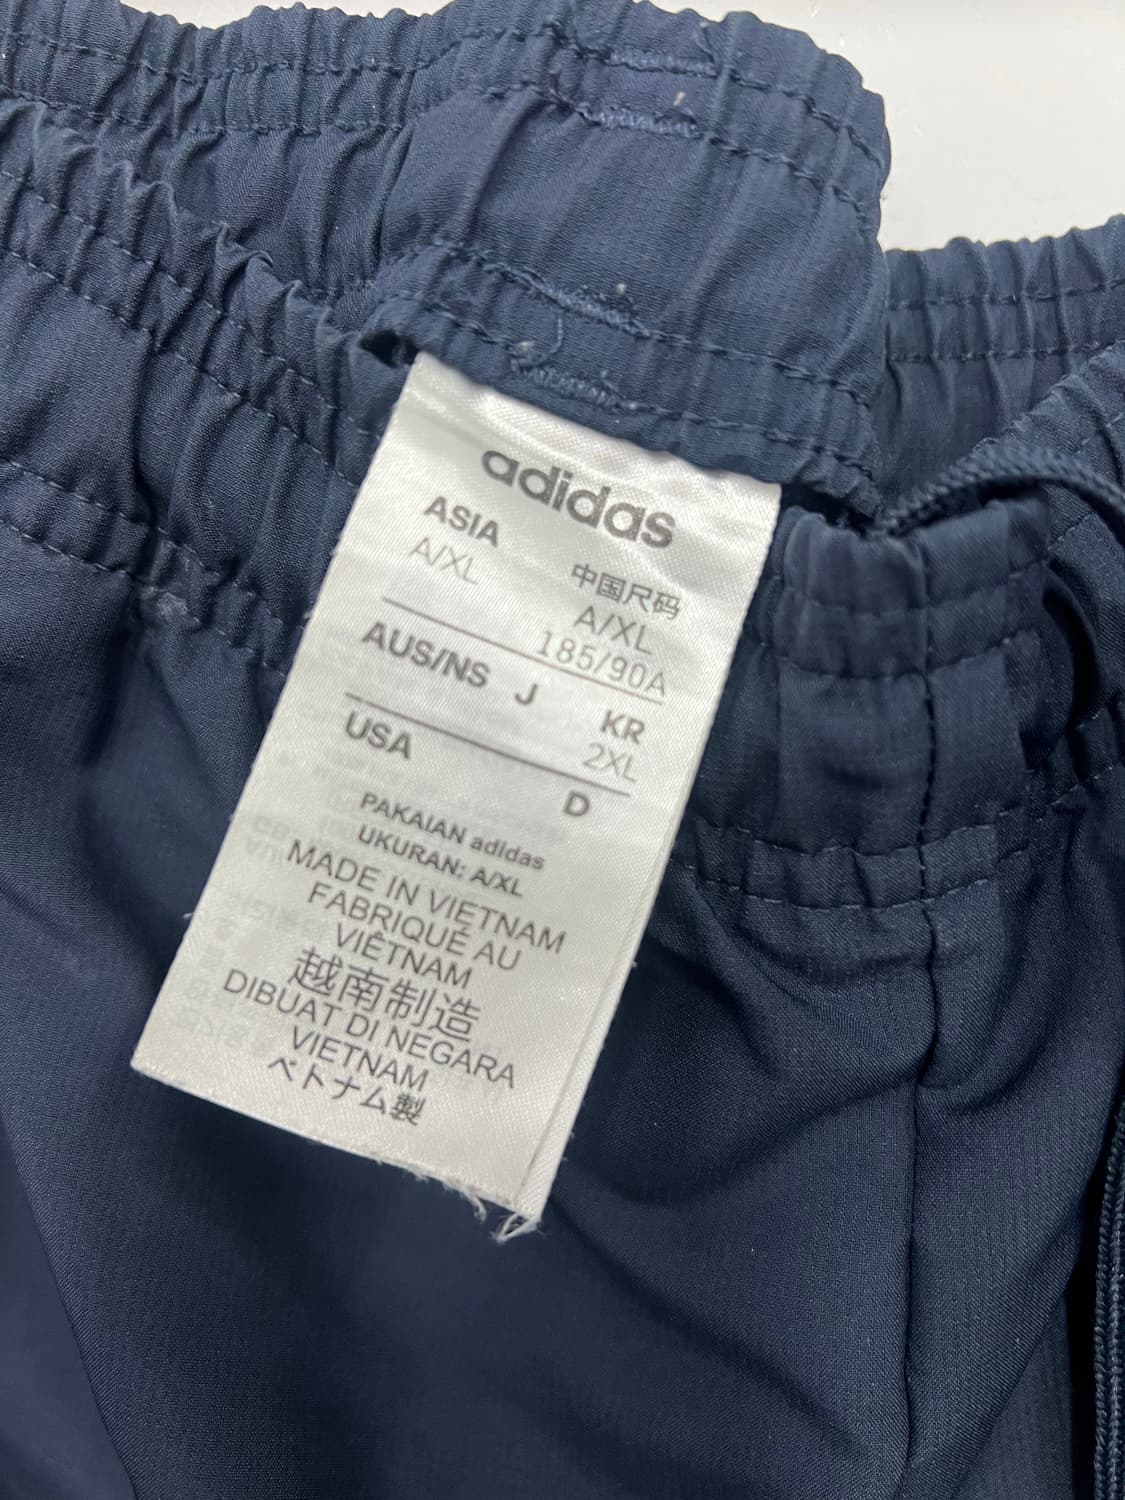 adidas
ASIA
A/XL
中国尺码
A/XL
185/90A
AUS/NS J
KR
2XL
USA
D
PAKAIAN adidas
UKURAN: A/XL
MADE IN VIETNAM
FABRIQUÉ AU
VIÊTNAM
越南制造
DIBUAT DI NEGARA
VIETNAM
ベトナム製